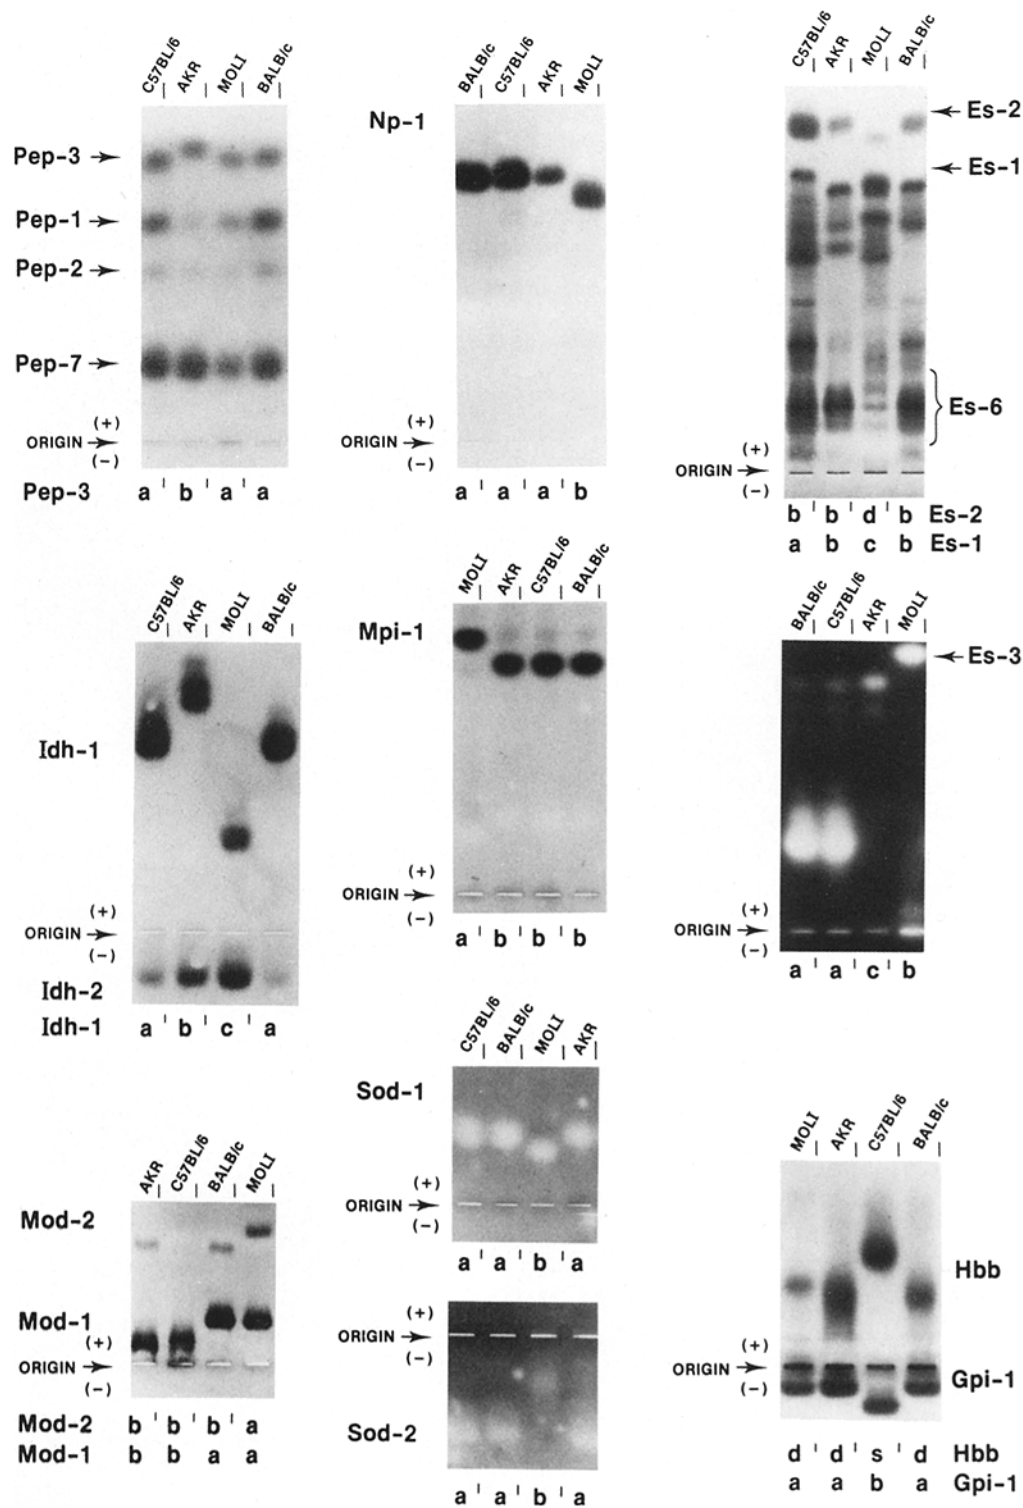 C57BL/6 AKR MOLI BALB/c
Pep-3
Pep-1
Pep-2
Pep-7
(+)
ORIGIN
(−)
Pep-3 a b a a
BALB/c C57BL/6 AKR MOLI
Np-1
(+)
ORIGIN
(−)
a a a b
C57BL/6 AKR MOLI BALB/c
Es-2
Es-1
Es-6
(+)
ORIGIN
(−)
b b d b Es-2
a b c b Es-1
C57BL/6 AKR MOLI BALB/c
Idh-1
(+)
ORIGIN
(−)
Idh-2
Idh-1 a b c a
MOLI AKR C57BL/6 BALB/c
Mpi-1
(+)
ORIGIN
(−)
a b b b
BALB/c C57BL/6 AKR MOLI
Es-3
(+)
ORIGIN
(−)
a a c b
AKR C57BL/6 BALB/c MOLI
Mod-2
Mod-1
(+)
ORIGIN
(−)
Mod-2 b b b a
Mod-1 b b a a
C57BL/6 BALB/c MOLI AKR
Sod-1
(+)
ORIGIN
(−)
a a b a
(+)
ORIGIN
(−)
Sod-2
a a b a
MOLI AKR C57BL/6 BALB/c
Hbb
(+)
ORIGIN
(−)
Gpi-1
d d s d Hbb
a a b a Gpi-1